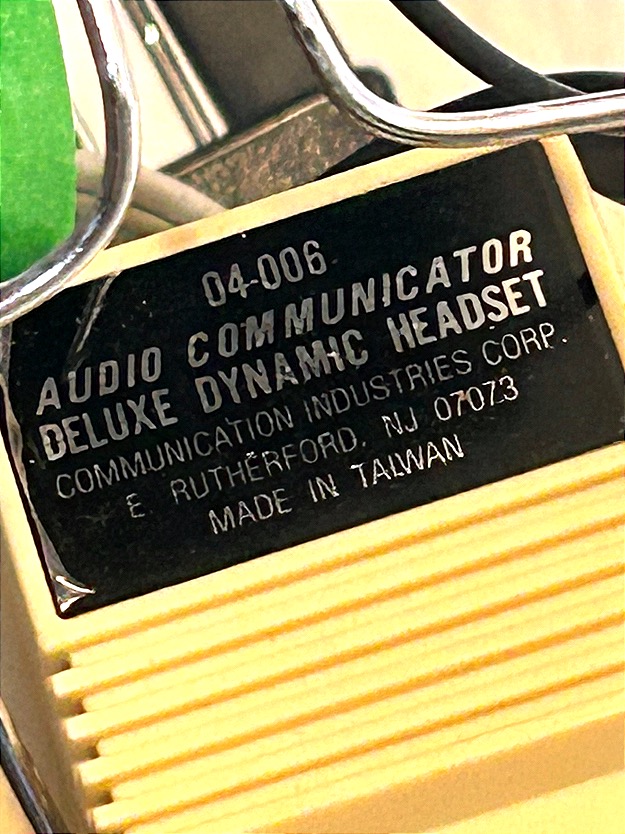 04-006
AUDIO COMMUNICATOR
DELUXE DYNAMIC HEADSET
COMMUNICATION INDUSTRIES CORP.
E. RUTHERFORD, NJ 07073
MADE IN TAIWAN